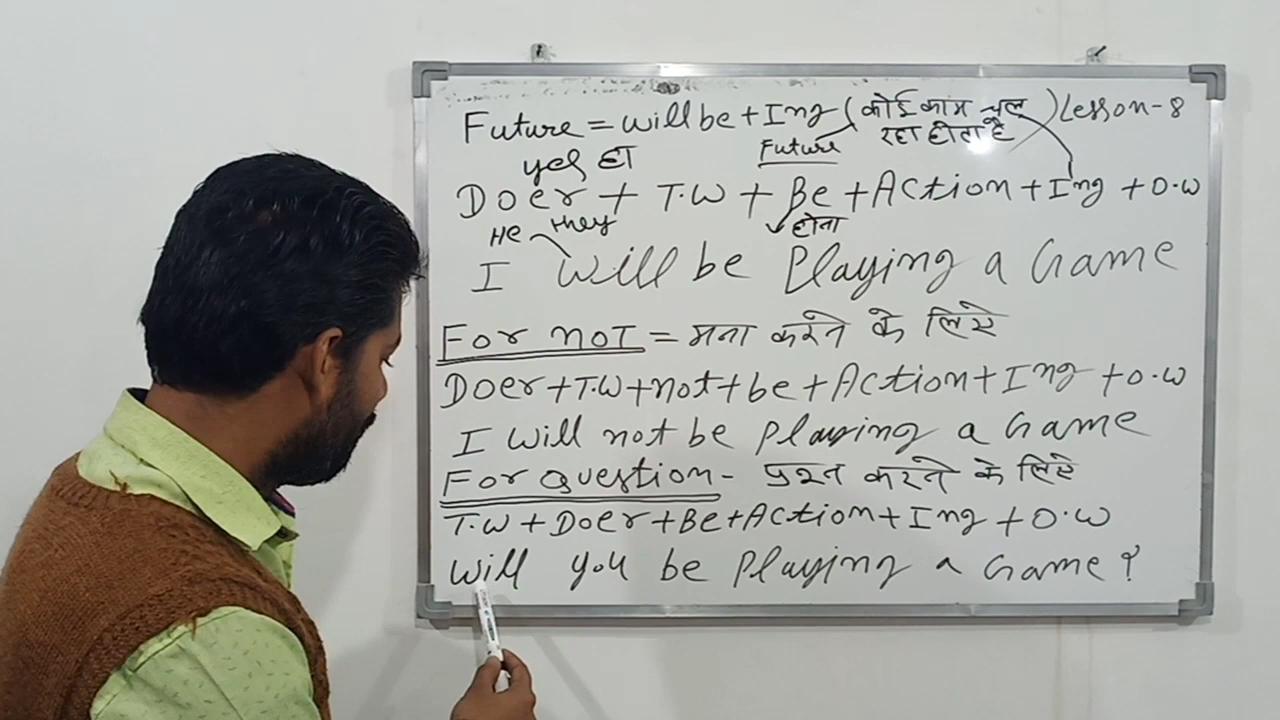 Future = will be + Ing (कोई काम चल रहा होता है) Lesson-8
yes हा Future
Doer + T.W + Be + Action + Ing + O.W
He they होता
I will be Playing a Game
For noT = मना करने के लिए
Doer + T.W + not + be + Action + Ing + O.W
I will not be playing a Game
For Question - प्रश्न करने के लिए
T.W + Doer + Be + Action + Ing + O.W
Will you be Playing a Game?